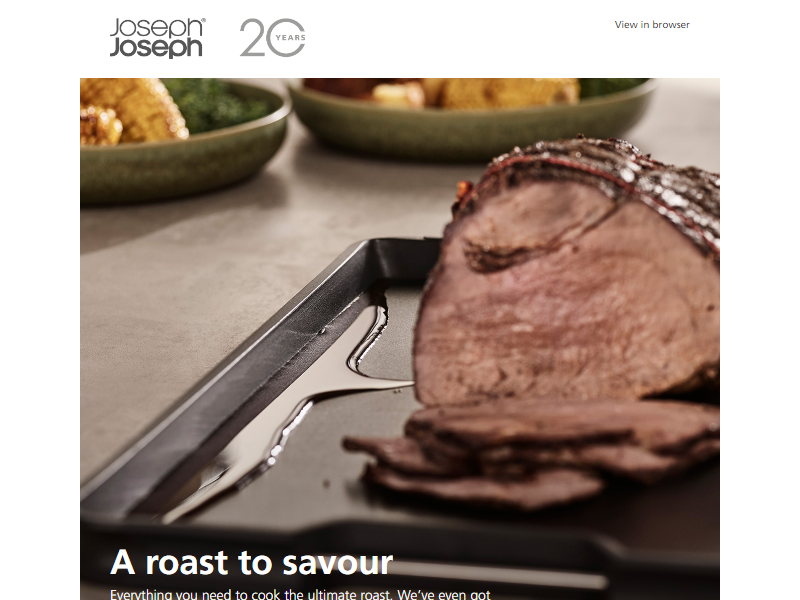 Joseph®
Joseph
20 YEARS
View in browser
A roast to savour
Everything you need to cook the ultimate roast. We've even got